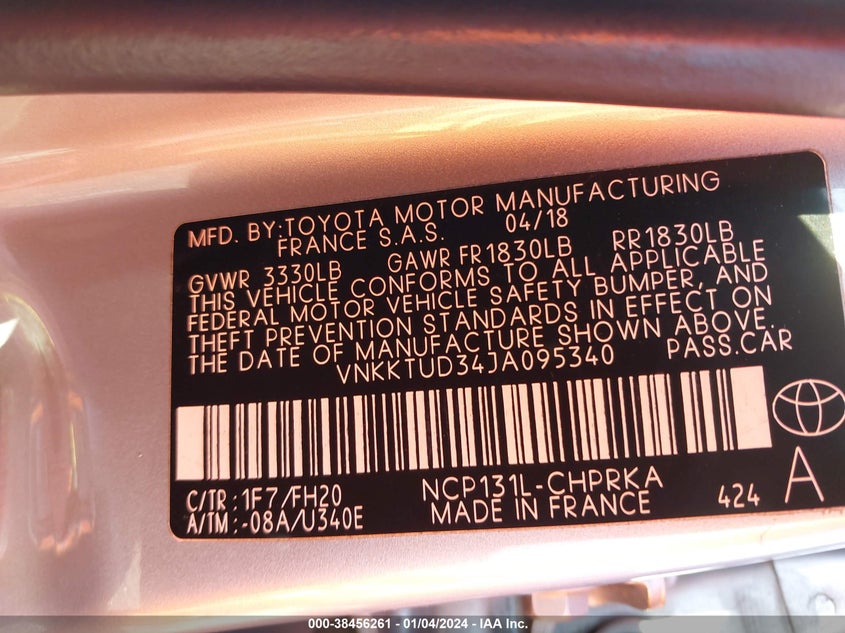 MFD. BY:TOYOTA MOTOR MANUFACTURING
FRANCE S.A.S. 04/18
GVWR 3330LB GAWR FR1830LB RR1830LB
THIS VEHICLE CONFORMS TO ALL APPLICABLE
FEDERAL MOTOR VEHICLE SAFETY BUMPER, AND
THEFT PREVENTION STANDARDS IN EFFECT ON
THE DATE OF MANUFACTURE SHOWN ABOVE.
VNKKTUD34JA095340 PASS.CAR
C/TR: 1F7/FH20 NCP131L-CHPRKA
A/TM: -08A/U340E MADE IN FRANCE 424 A
000-38456261 - 01/04/2024 - IAA Inc.